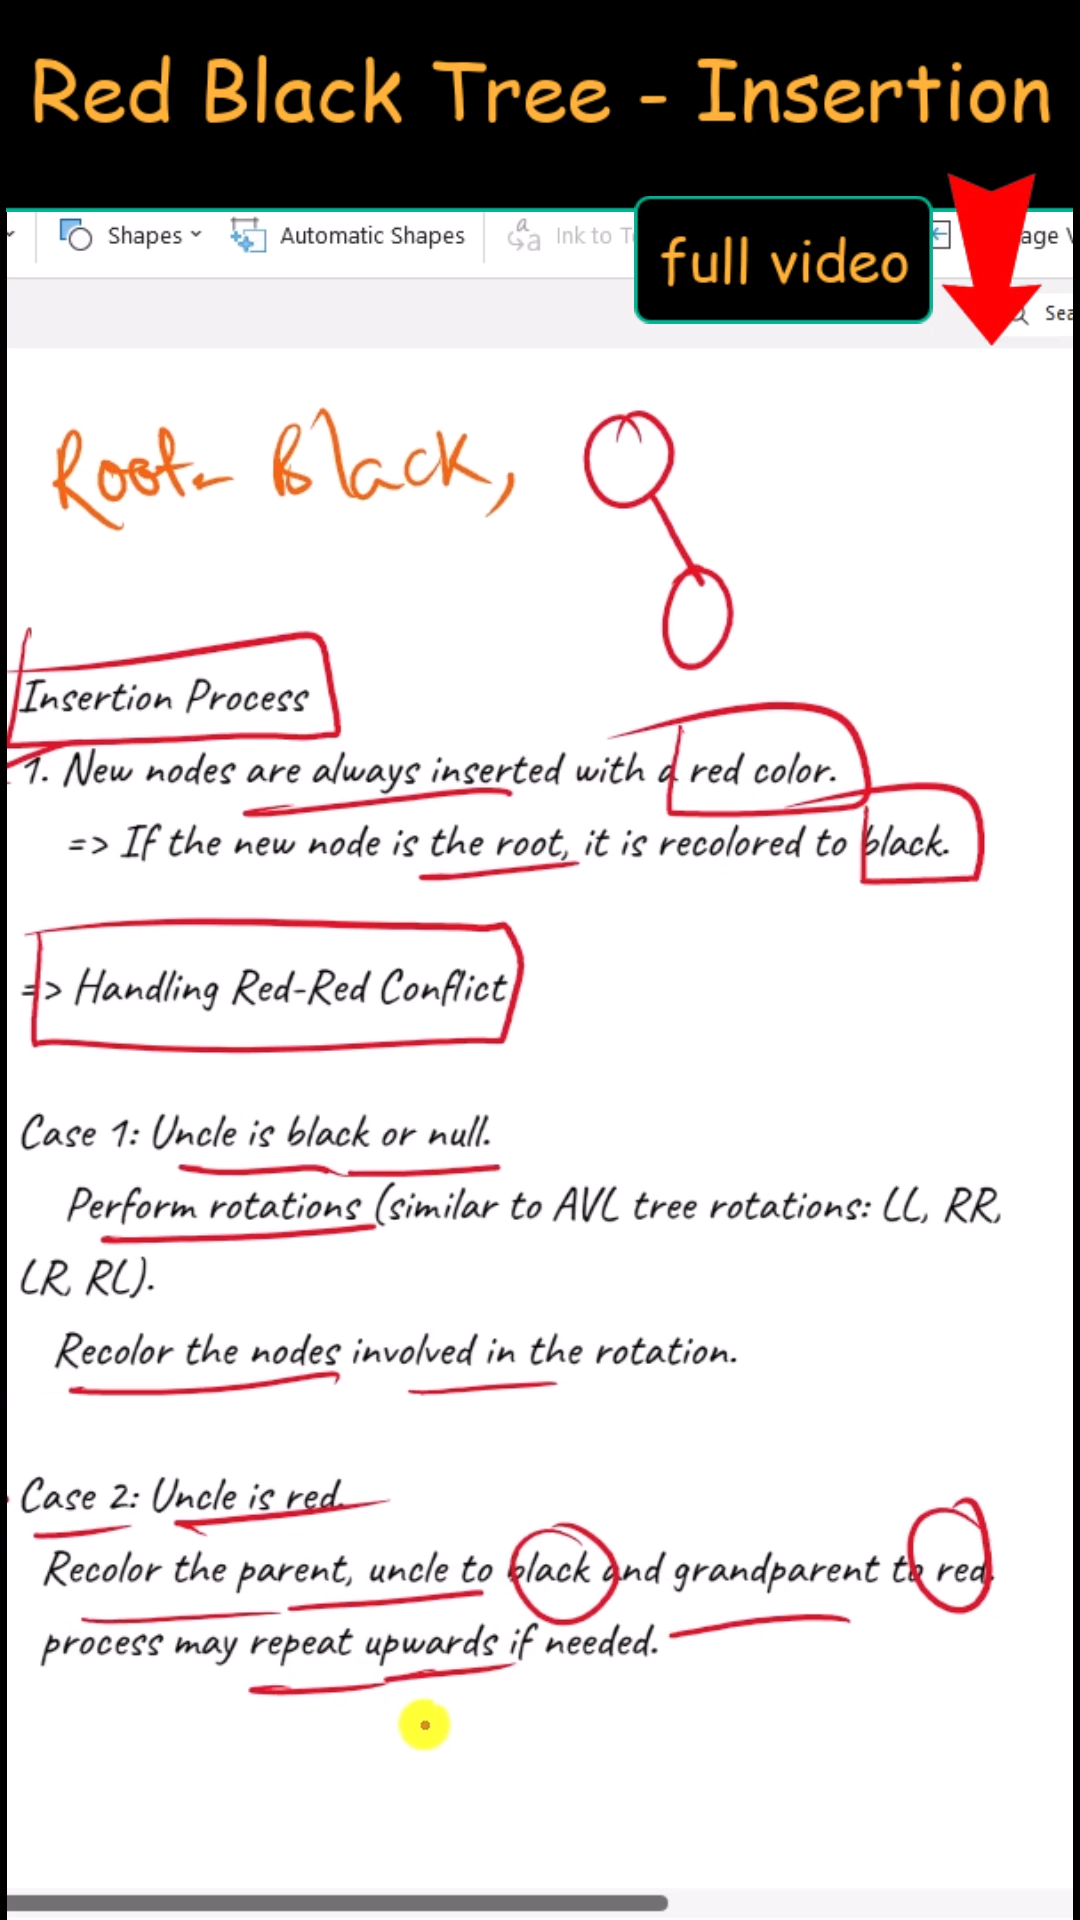 Red Black Tree - Insertion
Shapes Automatic Shapes Ink to
full video
Root- Black,
Insertion Process
1. New nodes are always inserted with a red color.
=> If the new node is the root, it is recolored to black.
=> Handling Red-Red Conflict
Case 1: Uncle is black or null.
Perform rotations (similar to AVL tree rotations: LL, RR,
LR, RL).
Recolor the nodes involved in the rotation.
Case 2: Uncle is red.
Recolor the parent, uncle to black and grandparent to red.
process may repeat upwards if needed.